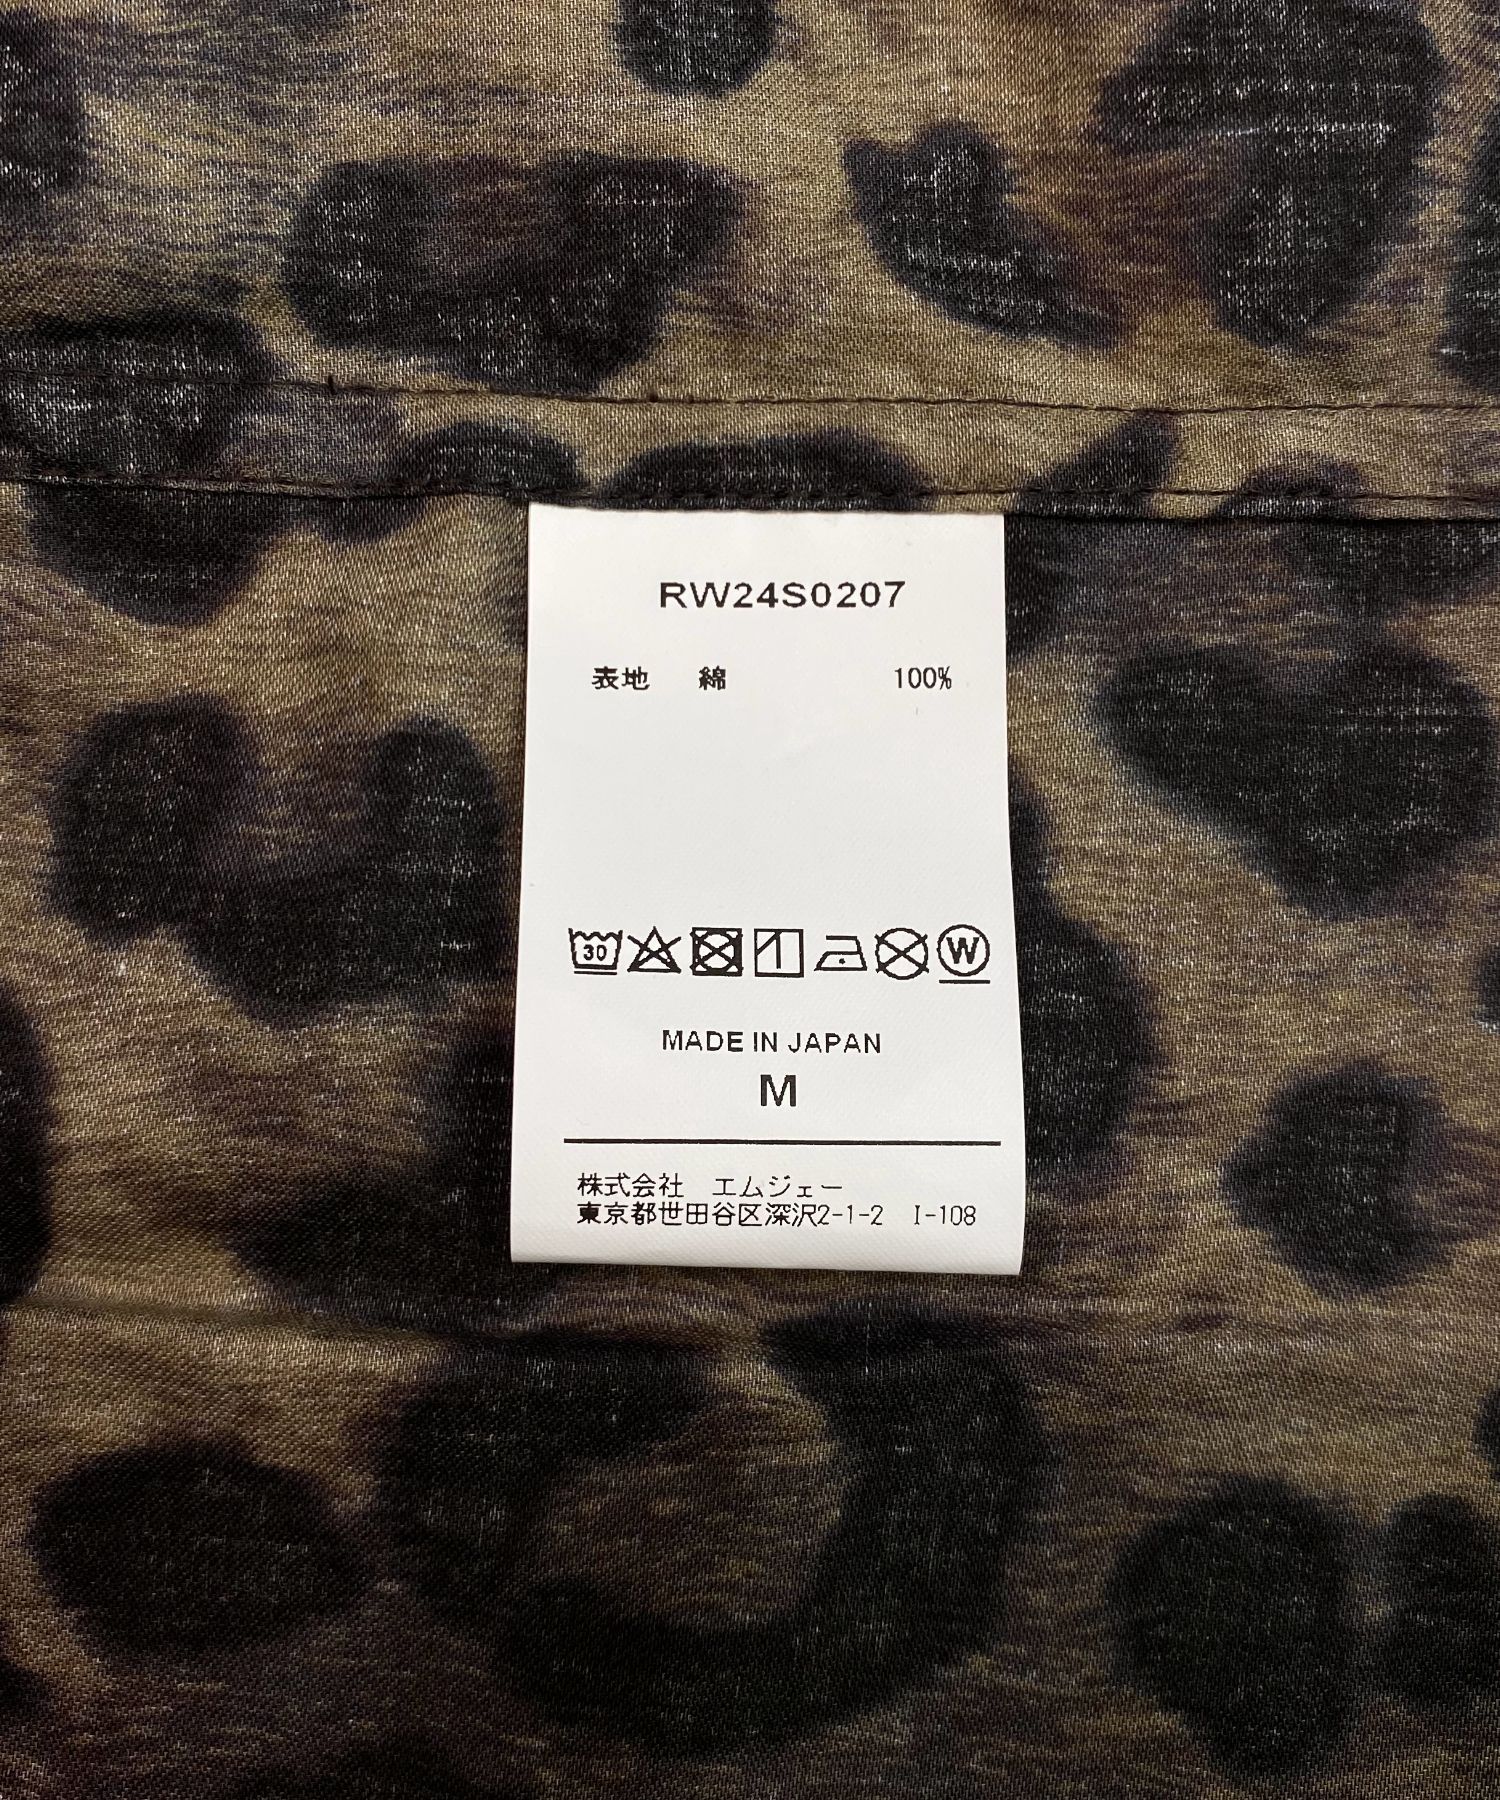 RW24S0207
表地 綿 100%
30 W
MADE IN JAPAN
M
株式会社 エムジェー
東京都世田谷区深沢2-1-2 I-108